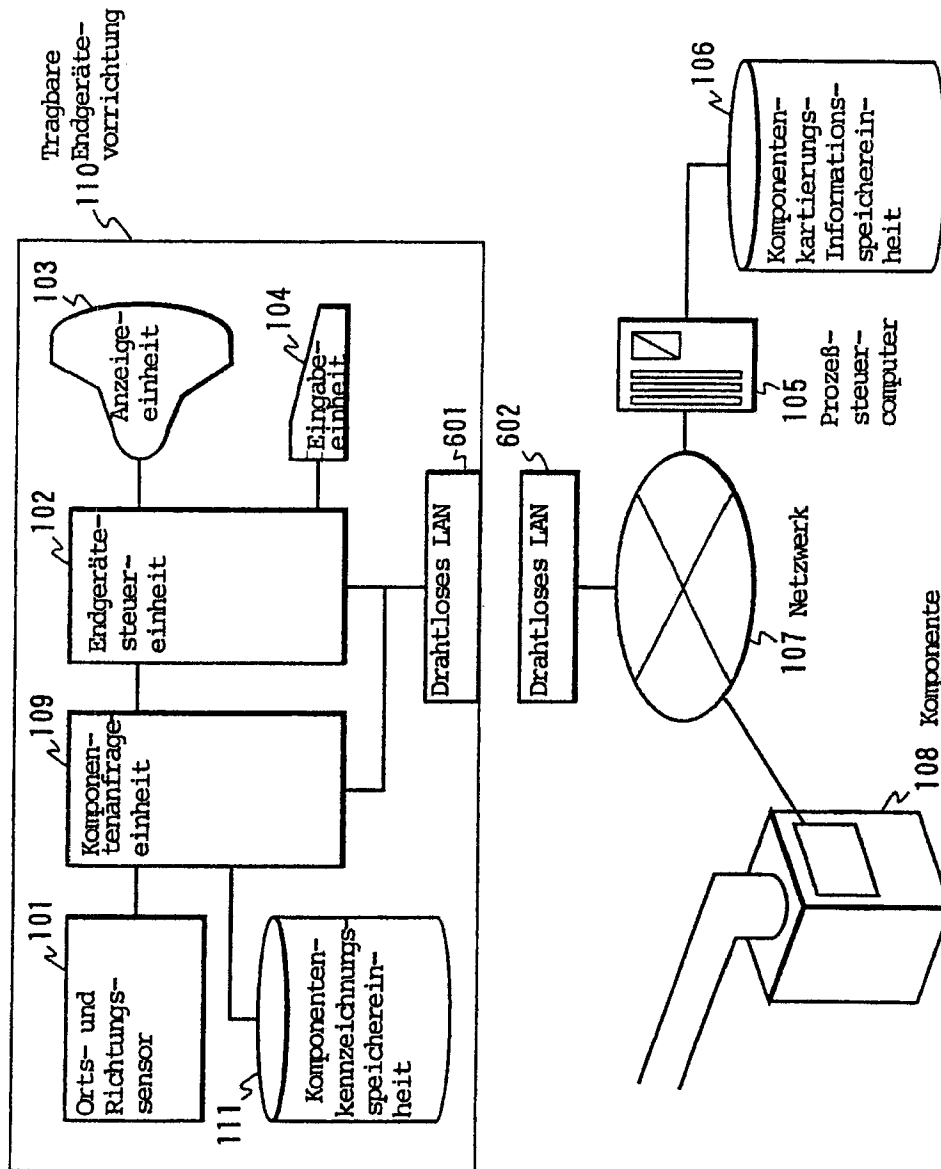 Tragbare
Endgeräte-
vorrichtung
110
101
Orts- und
Richtungs-
sensor
109
Komponen-
tenanfrage
einheit
102
Endgeräte-
steuer-
einheit
103
Anzeige-
einheit
104
Eingabe-
einheit
111
Komponenten-
kennzeichnungs-
speicherein-
heit
Drahtloses LAN
601
Drahtloses LAN
602
106
Komponenten-
kartierungs-
Informations-
speicherein-
heit
105
Prozeß-
steuer-
computer
107 Netzwerk
108 Komponente